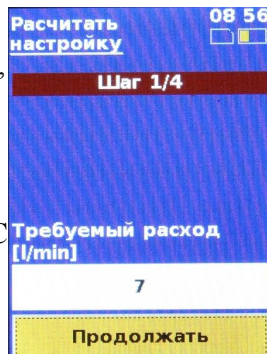 Расчитать
настройку
08 56
Шаг 1/4
С
Требуемый расход
[l/min]
7
Продолжать